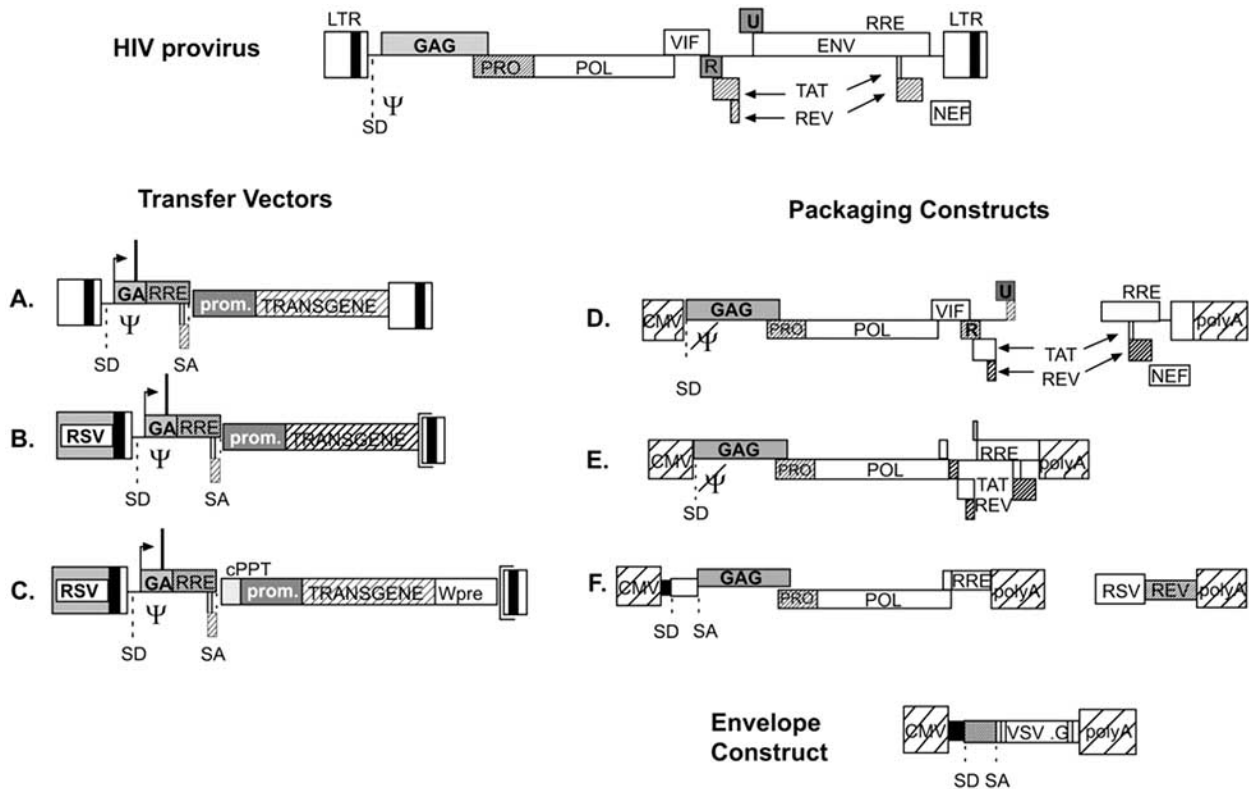 HIV provirus
LTR
GAG
PRO
POL
VIF
R
U
ENV
RRE
LTR
TAT
REV
NEF
SD
Ψ
Transfer Vectors
Packaging Constructs
A.
GA
RRE
prom.
TRANSGENE
SD
Ψ
SA
B.
RSV
GA
RRE
prom.
TRANSGENE
SD
Ψ
SA
C.
RSV
GA
RRE
cPPT
prom.
TRANSGENE
Wpre
SD
Ψ
SA
D.
CMV
GAG
PRO
POL
VIF
R
U
RRE
polyA
TAT
REV
NEF
Ψ
SD
E.
CMV
GAG
PRO
POL
RRE
polyA
TAT
REV
Ψ
SD
F.
CMV
GAG
PRO
POL
RRE
polyA
SD
SA
RSV
REV
polyA
Envelope
Construct
CMV
VSV .G
polyA
SD SA